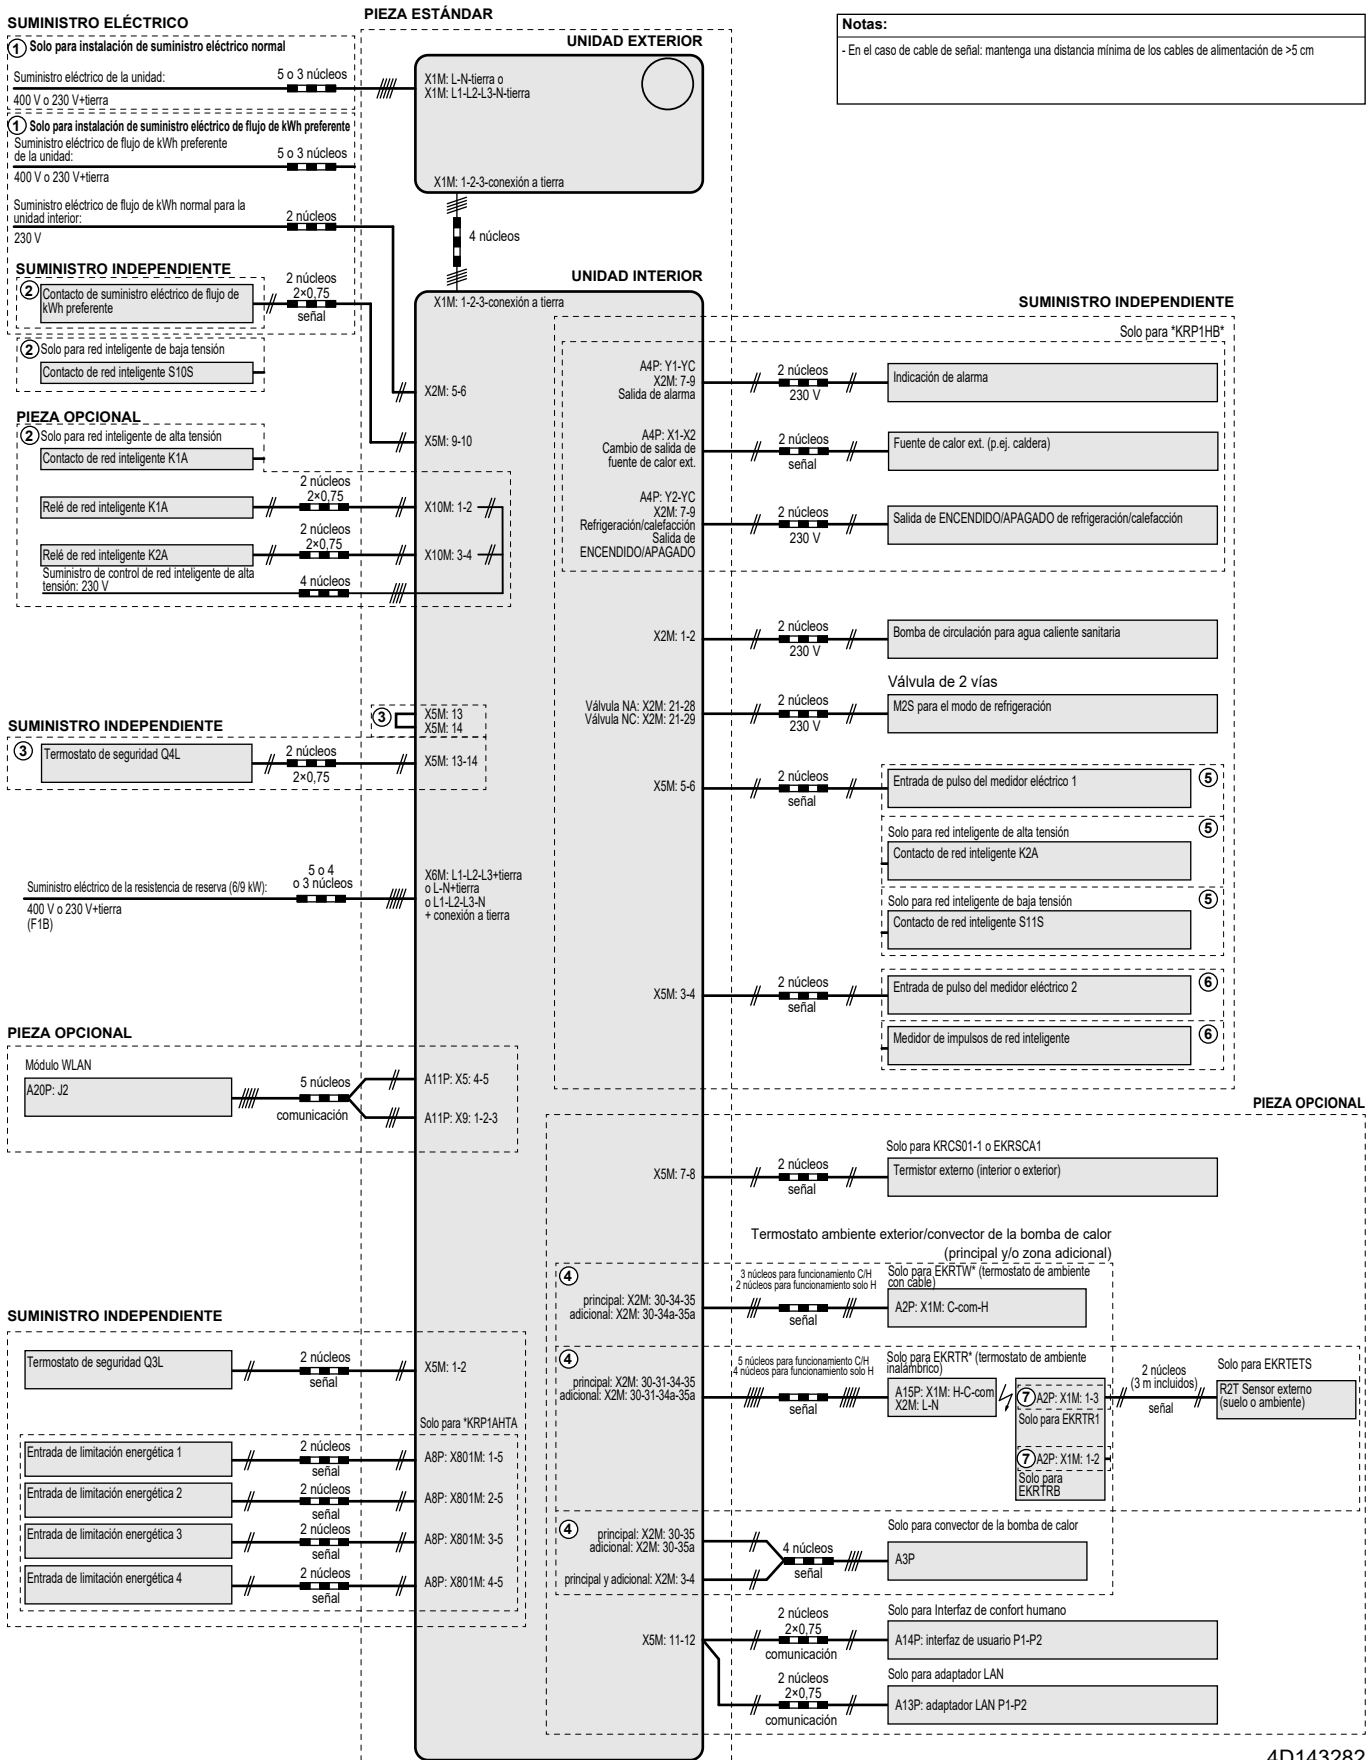 SUMINISTRO ELÉCTRICO
① Solo para instalación de suministro eléctrico normal
Suministro eléctrico de la unidad:
5 o 3 núcleos
400 V o 230 V+tierra
① Solo para instalación de suministro eléctrico de flujo de kWh preferente
Suministro eléctrico de flujo de kWh preferente
de la unidad:
5 o 3 núcleos
400 V o 230 V+tierra
Suministro eléctrico de flujo de kWh normal para la
unidad interior:
2 núcleos
230 V
SUMINISTRO INDEPENDIENTE
② Contacto de suministro eléctrico de flujo de
kWh preferente
2 núcleos
2×0,75
señal
② Solo para red inteligente de baja tensión
Contacto de red inteligente S10S
PIEZA OPCIONAL
② Solo para red inteligente de alta tensión
Contacto de red inteligente K1A
2 núcleos
2×0,75
Relé de red inteligente K1A
2 núcleos
2×0,75
Relé de red inteligente K2A
Suministro de control de red inteligente de alta
tensión: 230 V
4 núcleos
SUMINISTRO INDEPENDIENTE
③ Termostato de seguridad Q4L
2 núcleos
2×0,75
Suministro eléctrico de la resistencia de reserva (6/9 kW):
5 o 4
o 3 núcleos
400 V o 230 V+tierra
(F1B)
PIEZA OPCIONAL
Módulo WLAN
A20P: J2
5 núcleos
comunicación
SUMINISTRO INDEPENDIENTE
Termostato de seguridad Q3L
2 núcleos
señal
Entrada de limitación energética 1
2 núcleos
señal
Entrada de limitación energética 2
2 núcleos
señal
Entrada de limitación energética 3
2 núcleos
señal
Entrada de limitación energética 4
2 núcleos
señal
PIEZA ESTÁNDAR
UNIDAD EXTERIOR
X1M: L-N-tierra o
X1M: L1-L2-L3-N-tierra
X1M: 1-2-3-conexión a tierra
4 núcleos
UNIDAD INTERIOR
X1M: 1-2-3-conexión a tierra
X2M: 5-6
X5M: 9-10
X10M: 1-2
X10M: 3-4
③
X5M: 13
X5M: 14
X5M: 13-14
X6M: L1-L2-L3+tierra
o L-N+tierra
o L1-L2-L3-N
+ conexión a tierra
A11P: X5: 4-5
A11P: X9: 1-2-3
X5M: 1-2
Solo para *KRP1AHTA
A8P: X801M: 1-5
A8P: X801M: 2-5
A8P: X801M: 3-5
A8P: X801M: 4-5
Notas:
- En el caso de cable de señal: mantenga una distancia mínima de los cables de alimentación de >5 cm
SUMINISTRO INDEPENDIENTE
Solo para *KRP1HB*
A4P: Y1-YC
X2M: 7-9
Salida de alarma
2 núcleos
230 V
Indicación de alarma
A4P: X1-X2
Cambio de salida de
fuente de calor ext.
2 núcleos
señal
Fuente de calor ext. (p.ej. caldera)
A4P: Y2-YC
X2M: 7-9
Refrigeración/calefacción
Salida de
ENCENDIDO/APAGADO
2 núcleos
230 V
Salida de ENCENDIDO/APAGADO de refrigeración/calefacción
X2M: 1-2
2 núcleos
230 V
Bomba de circulación para agua caliente sanitaria
Válvula de 2 vías
Válvula NA: X2M: 21-28
Válvula NC: X2M: 21-29
2 núcleos
230 V
M2S para el modo de refrigeración
X5M: 5-6
2 núcleos
señal
Entrada de pulso del medidor eléctrico 1
⑤
Solo para red inteligente de alta tensión
⑤
Contacto de red inteligente K2A
Solo para red inteligente de baja tensión
⑤
Contacto de red inteligente S11S
X5M: 3-4
2 núcleos
señal
Entrada de pulso del medidor eléctrico 2
⑥
Medidor de impulsos de red inteligente
⑥
PIEZA OPCIONAL
Solo para KRCS01-1 o EKRSCA1
X5M: 7-8
2 núcleos
señal
Termistor externo (interior o exterior)
Termostato ambiente exterior/convector de la bomba de calor
(principal y/o zona adicional)
④
principal: X2M: 30-34-35
adicional: X2M: 30-34a-35a
3 núcleos para funcionamiento C/H
2 núcleos para funcionamiento solo H
señal
Solo para EKRTW* (termostato de ambiente
con cable)
A2P: X1M: C-com-H
④
principal: X2M: 30-31-34-35
adicional: X2M: 30-31-34a-35a
5 núcleos para funcionamiento C/H
4 núcleos para funcionamiento solo H
señal
Solo para EKRTR* (termostato de ambiente
inalámbrico)
A15P: X1M: H-C-com
X2M: L-N
⑦ A2P: X1M: 1-3
Solo para EKRTR1
⑦ A2P: X1M: 1-2
Solo para
EKRTRB
2 núcleos
(3 m incluidos)
señal
Solo para EKRTETS
R2T Sensor externo
(suelo o ambiente)
④
principal: X2M: 30-35
adicional: X2M: 30-35a
principal y adicional: X2M: 3-4
4 núcleos
señal
Solo para convector de la bomba de calor
A3P
X5M: 11-12
2 núcleos
2×0,75
comunicación
Solo para Interfaz de confort humano
A14P: interfaz de usuario P1-P2
2 núcleos
2×0,75
comunicación
Solo para adaptador LAN
A13P: adaptador LAN P1-P2
4D143282